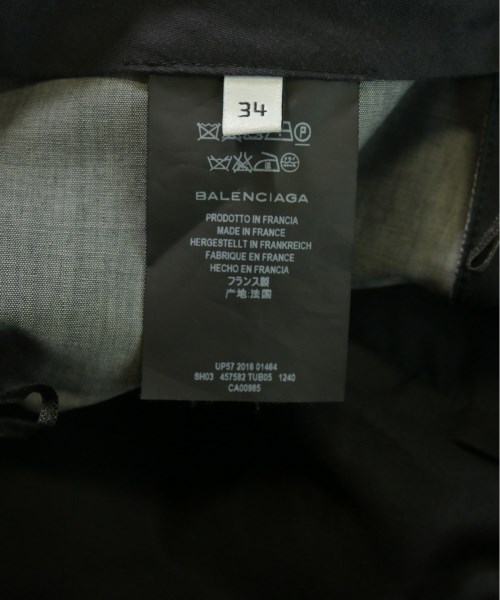 34
P
BALENCIAGA
PRODOTTO IN FRANCIA
MADE IN FRANCE
HERGESTELLT IN FRANKREICH
FABRIQUE EN FRANCE
HECHO EN FRANCIA
フランス製
产地:法国
UP57 2016 01464
SH03 457582 TUB05 1240
CA00985